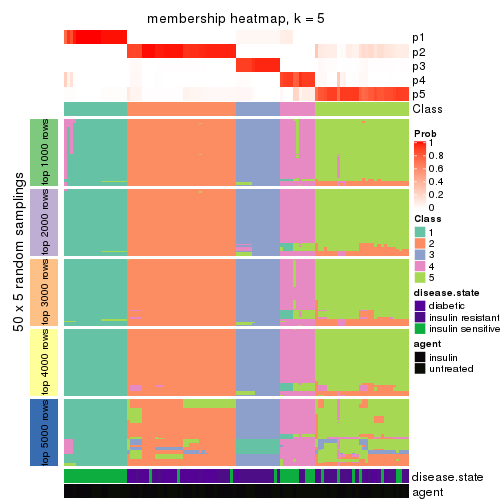 membership heatmap, k = 5
p1
p2
p3
p4
p5
Class
50 x 5 random samplings
top 1000 rows
top 2000 rows
top 3000 rows
top 4000 rows
top 5000 rows
Prob
1
0.8
0.6
0.4
0.2
0
Class
1
2
3
4
5
disease.state
diabetic
insulin resistant
insulin sensitive
agent
insulin
untreated
disease.state
agent